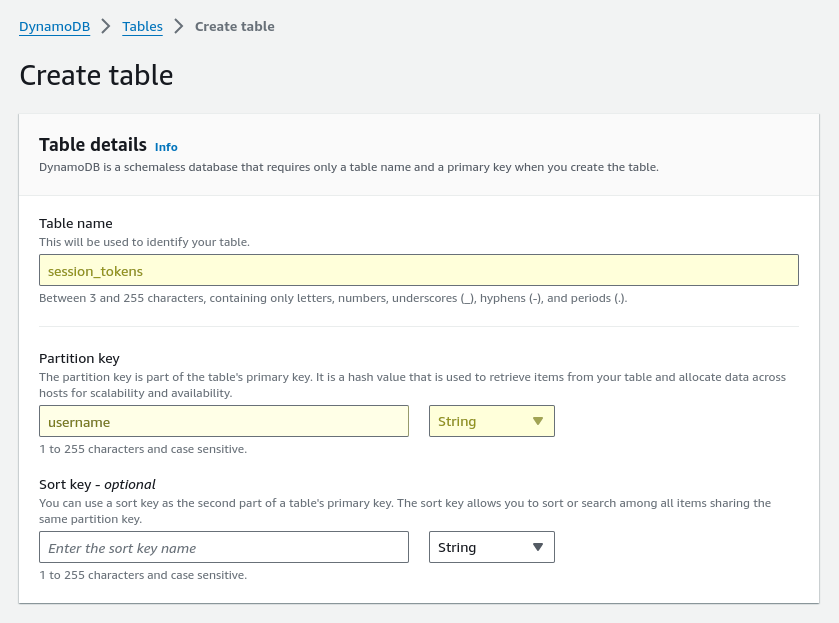 DynamoDB > Tables > Create table
Create table
Table details Info
DynamoDB is a schemaless database that requires only a table name and a primary key when you create the table.
Table name
This will be used to identify your table.
session_tokens
Between 3 and 255 characters, containing only letters, numbers, underscores (_), hyphens (-), and periods (.).
Partition key
The partition key is part of the table's primary key. It is a hash value that is used to retrieve items from your table and allocate data across
hosts for scalability and availability.
username String
1 to 255 characters and case sensitive.
Sort key - optional
You can use a sort key as the second part of a table's primary key. The sort key allows you to sort or search among all items sharing the
same partition key.
Enter the sort key name String
1 to 255 characters and case sensitive.